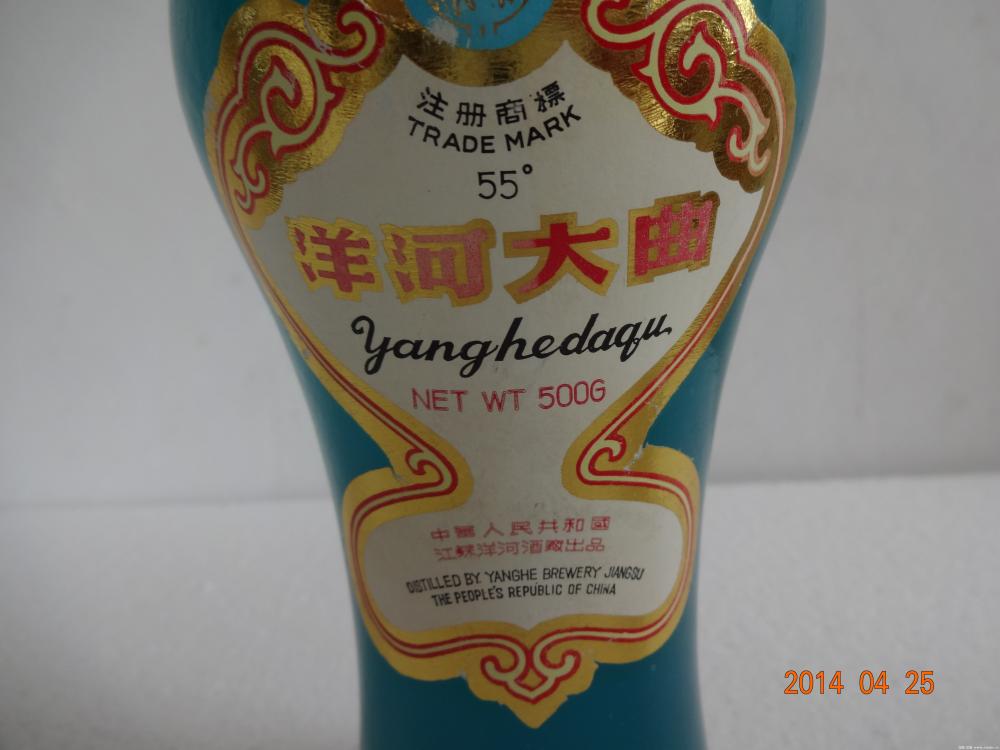 注册商標
TRADE MARK
55°
洋河大曲
Yanghedaqu
NET WT 500G
中華人民共和國
江蘇洋河酒廠出品
DISTILLED BY YANGHE BREWERY JIANGSU
THE PEOPLE'S REPUBLIC OF CHINA
2014 04 25